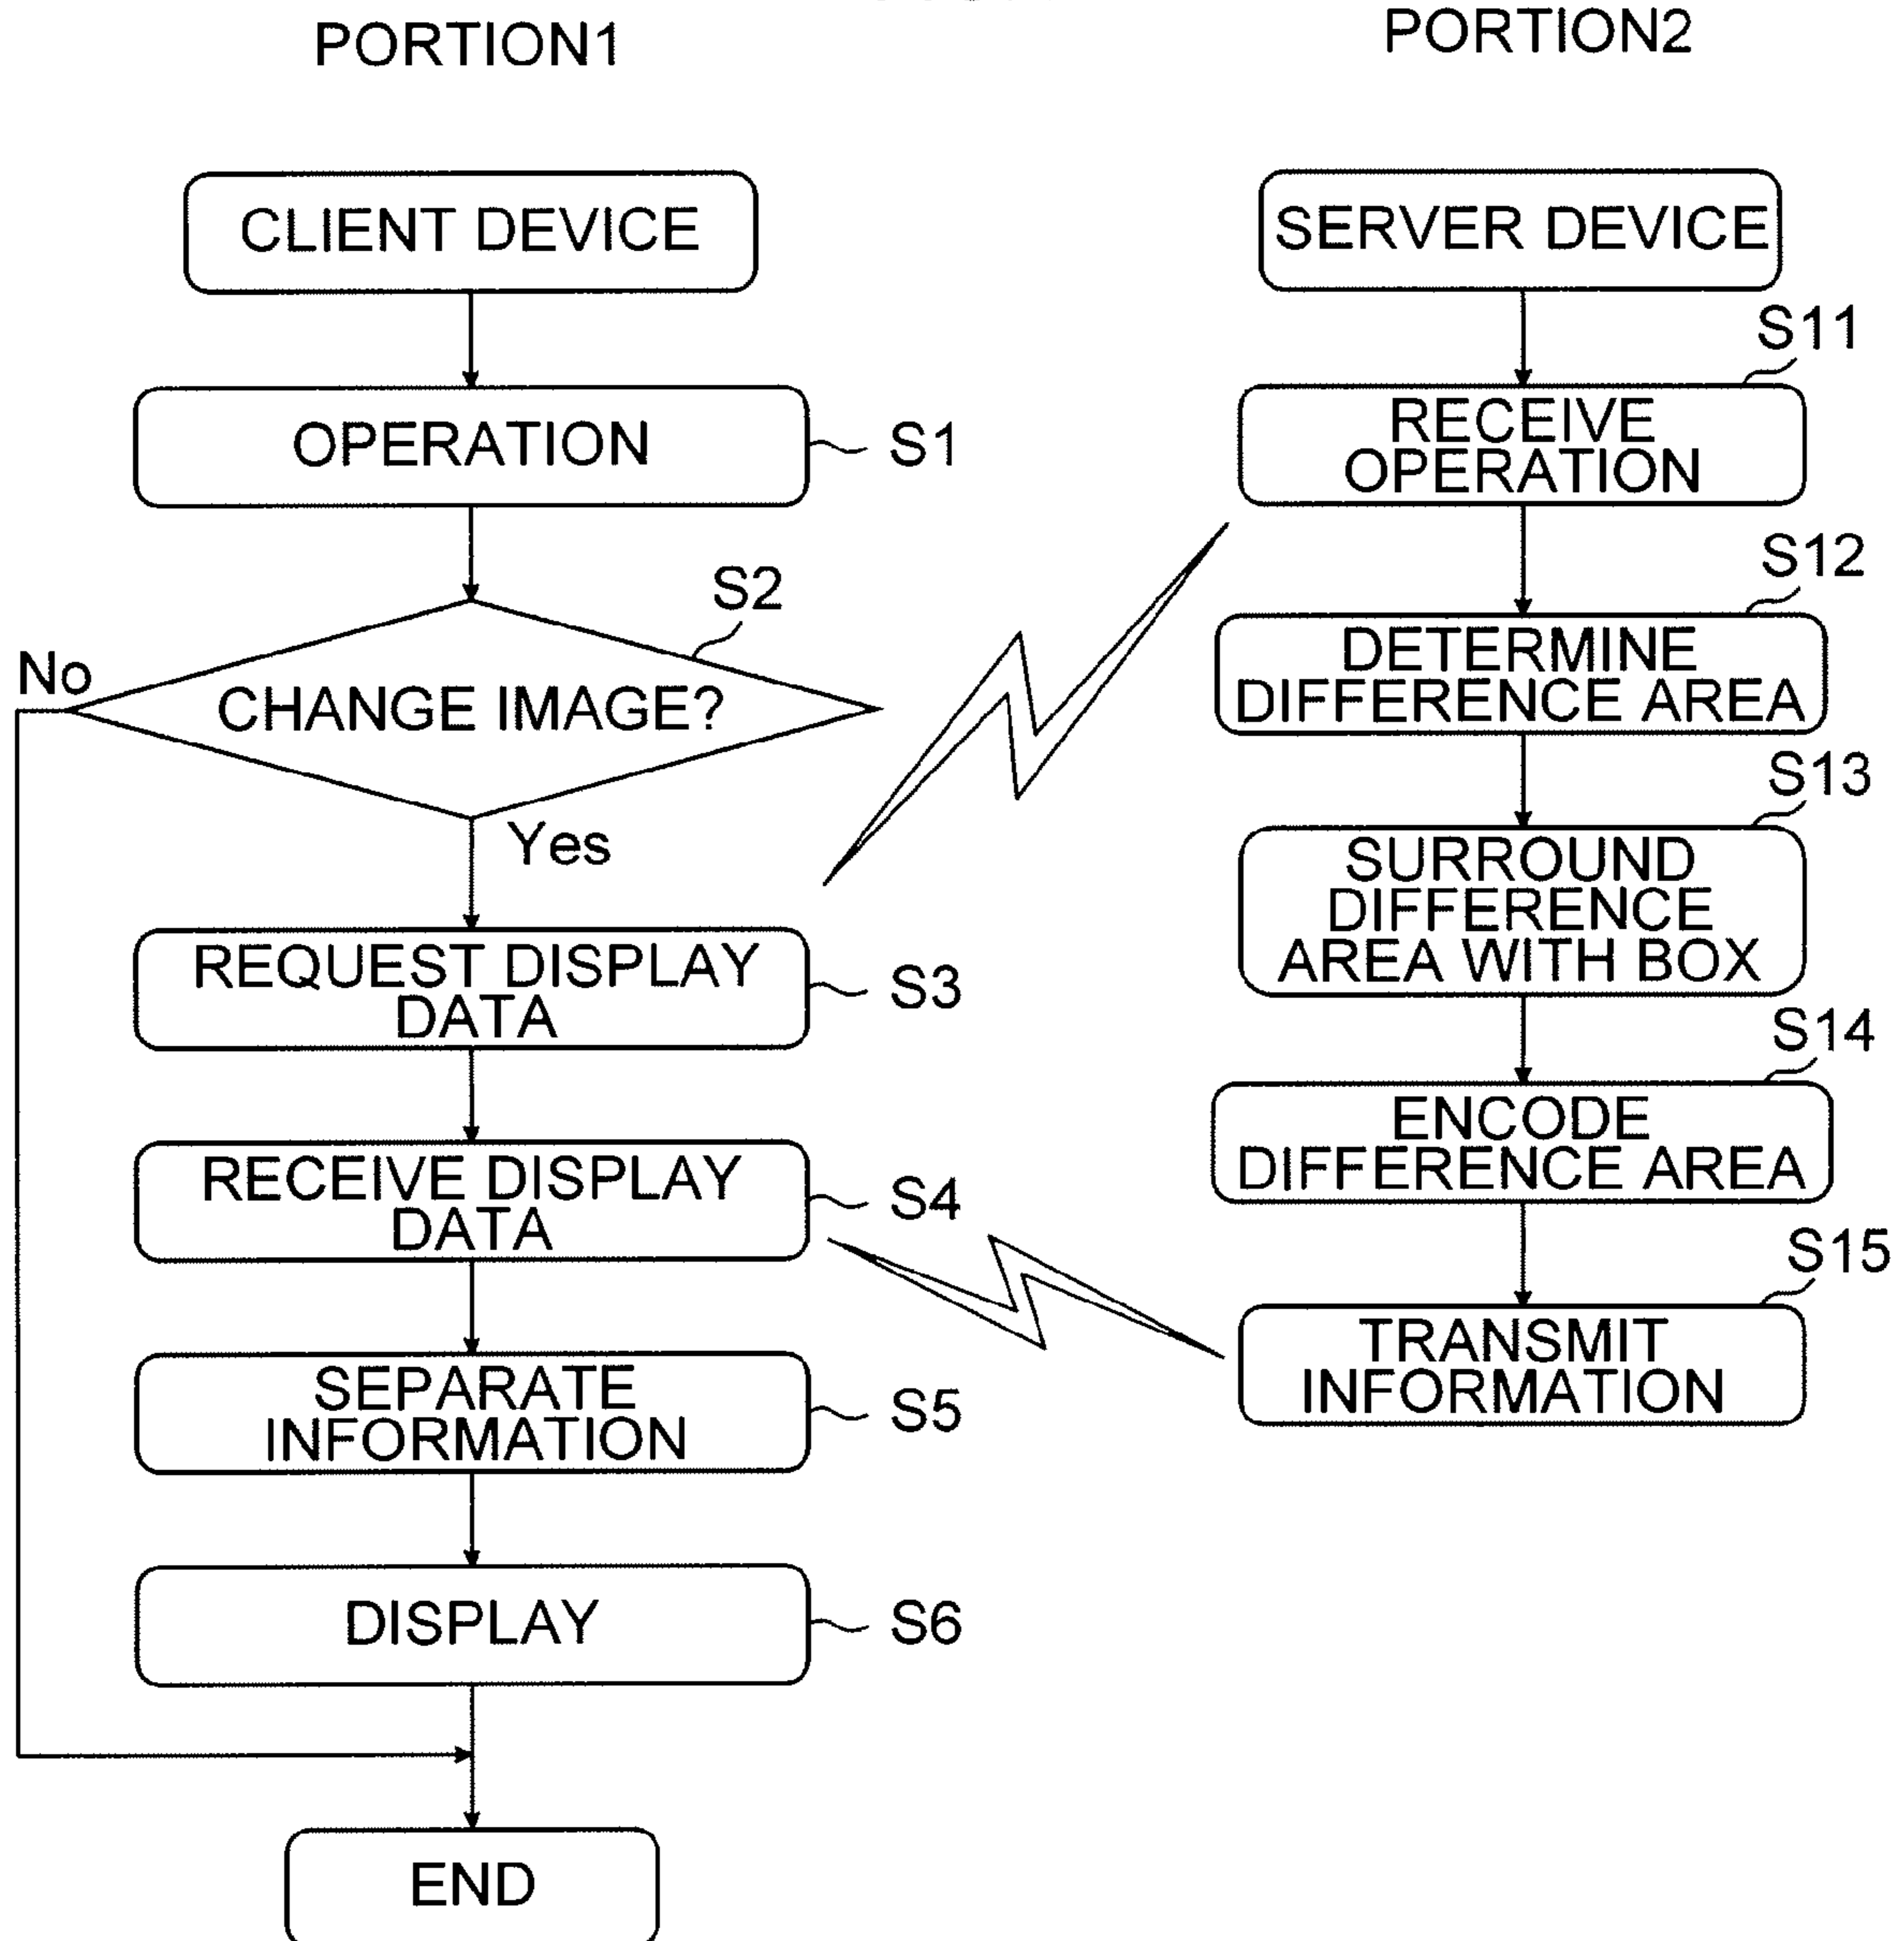 PORTION1
CLIENT DEVICE
OPERATION
S1
S2
No
CHANGE IMAGE?
Yes
REQUEST DISPLAY
DATA
S3
RECEIVE DISPLAY
DATA
S4
SEPARATE
INFORMATION
S5
DISPLAY
S6
END
PORTION2
SERVER DEVICE
S11
RECEIVE
OPERATION
S12
DETERMINE
DIFFERENCE AREA
S13
SURROUND
DIFFERENCE
AREA WITH BOX
S14
ENCODE
DIFFERENCE AREA
S15
TRANSMIT
INFORMATION